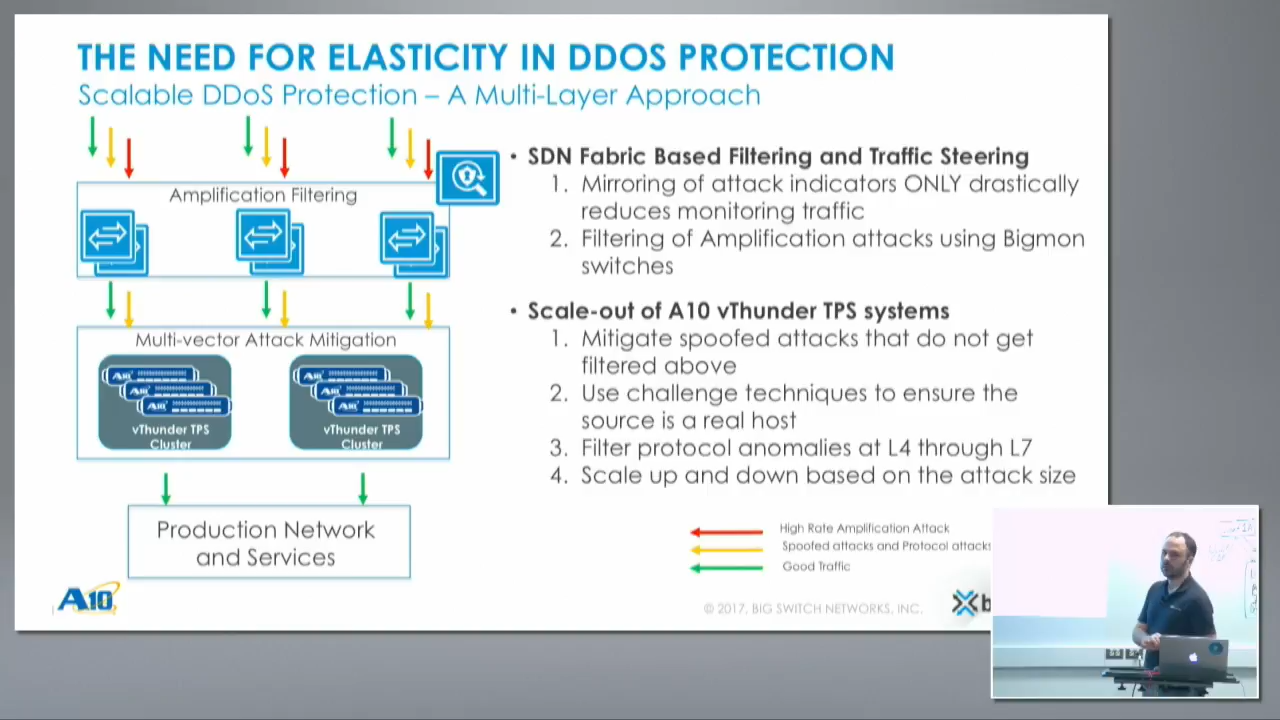 THE NEED FOR ELASTICITY IN DDOS PROTECTION
Scalable DDoS Protection – A Multi-Layer Approach
Amplification Filtering
Multi-vector Attack Mitigation
A10
A10
A10
A10
A10
A10
vThunder TPS
Cluster
vThunder TPS
Cluster
Production Network
and Services
• SDN Fabric Based Filtering and Traffic Steering
1. Mirroring of attack indicators ONLY drastically
reduces monitoring traffic
2. Filtering of Amplification attacks using Bigmon
switches
• Scale-out of A10 vThunder TPS systems
1. Mitigate spoofed attacks that do not get
filtered above
2. Use challenge techniques to ensure the
source is a real host
3. Filter protocol anomalies at L4 through L7
4. Scale up and down based on the attack size
High Rate Amplification Attack
Spoofed attacks and Protocol attacks
Good Traffic
A10
© 2017, BIG SWITCH NETWORKS, INC.
b